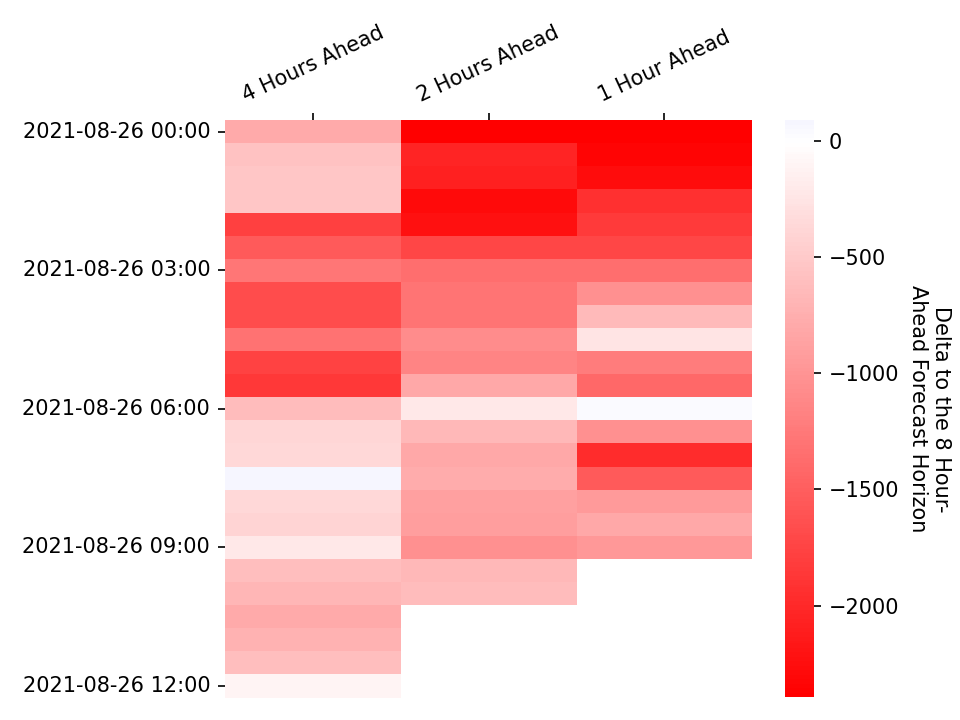 4 Hours Ahead
2 Hours Ahead
1 Hour Ahead
2021-08-26 00:00
2021-08-26 03:00
2021-08-26 06:00
2021-08-26 09:00
2021-08-26 12:00
0
−500
−1000
−1500
−2000
Delta to the 8 Hour-
Ahead Forecast Horizon